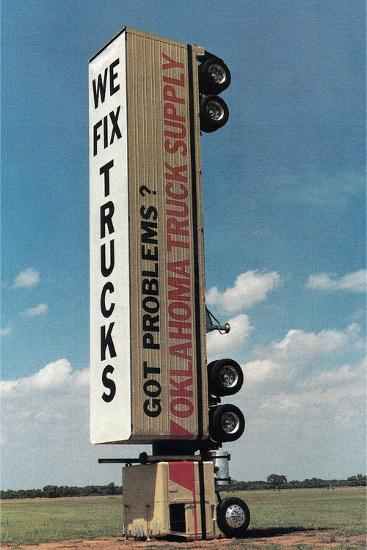 WE
FIX
TRUCKS
GOT PROBLEMS?
OKLAHOMA TRUCK SUPPLY